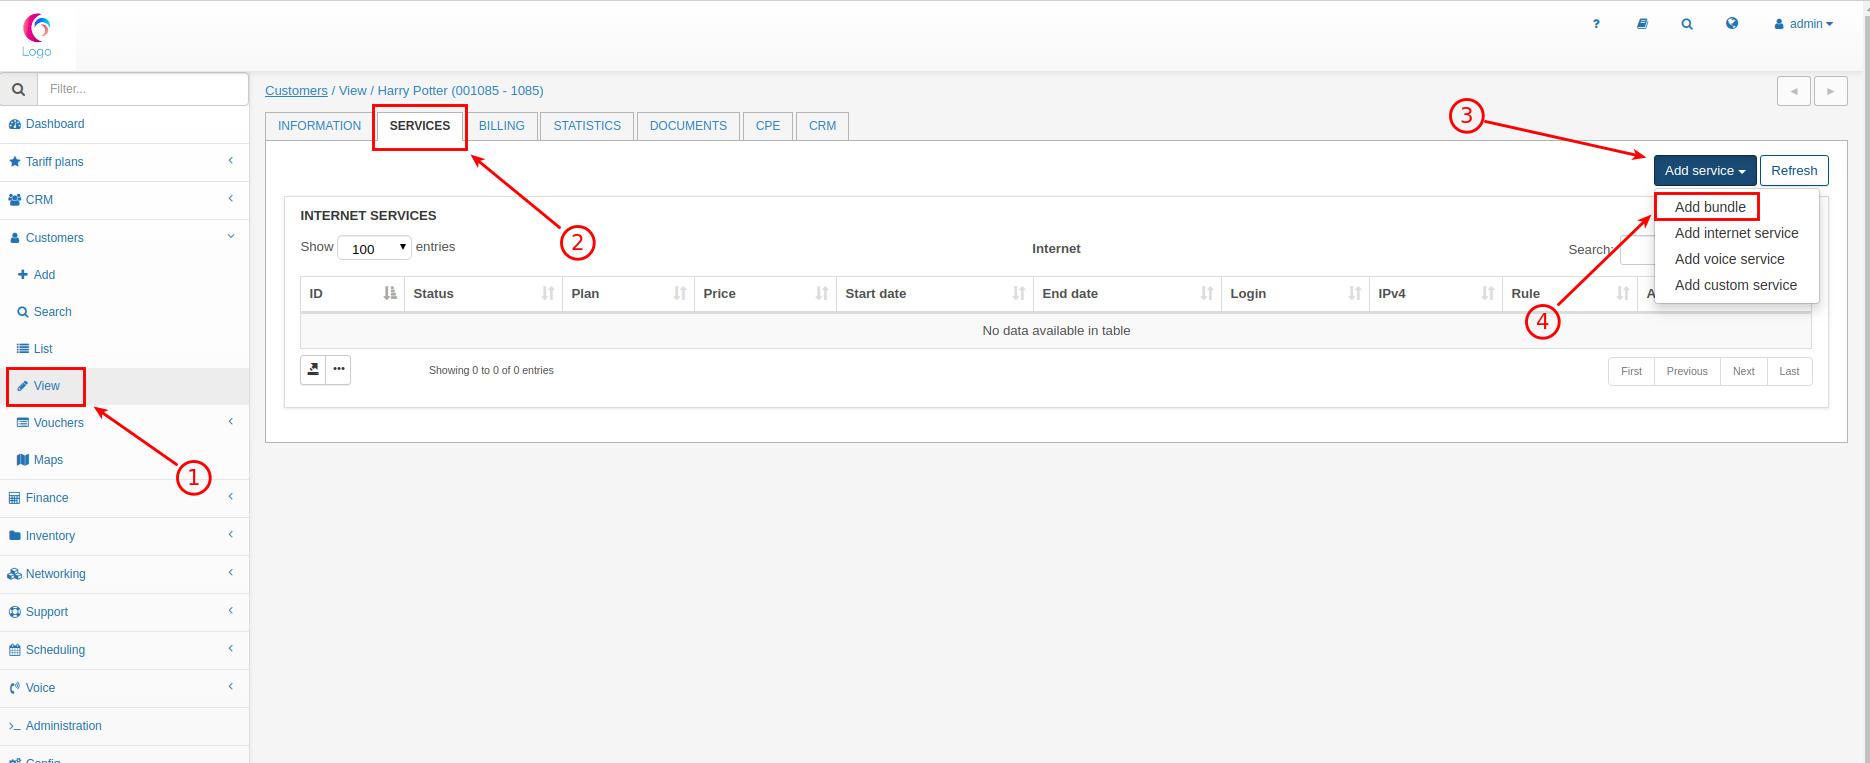 Logo
? admin
Filter...
Customers / View / Harry Potter (001085 - 1085)
INFORMATION SERVICES BILLING STATISTICS DOCUMENTS CPE CRM
Dashboard
Tariff plans
CRM
Customers
Add
Search
List
View
Vouchers
Maps
Finance
Inventory
Networking
Support
Scheduling
Voice
Administration
Config
1
2
3
4
Add service Refresh
Add bundle
Add internet service
Add voice service
Add custom service
INTERNET SERVICES
Show 100 entries
Internet
Search:
ID Status Plan Price Start date End date Login IPv4 Rule A
No data available in table
Showing 0 to 0 of 0 entries
First Previous Next Last